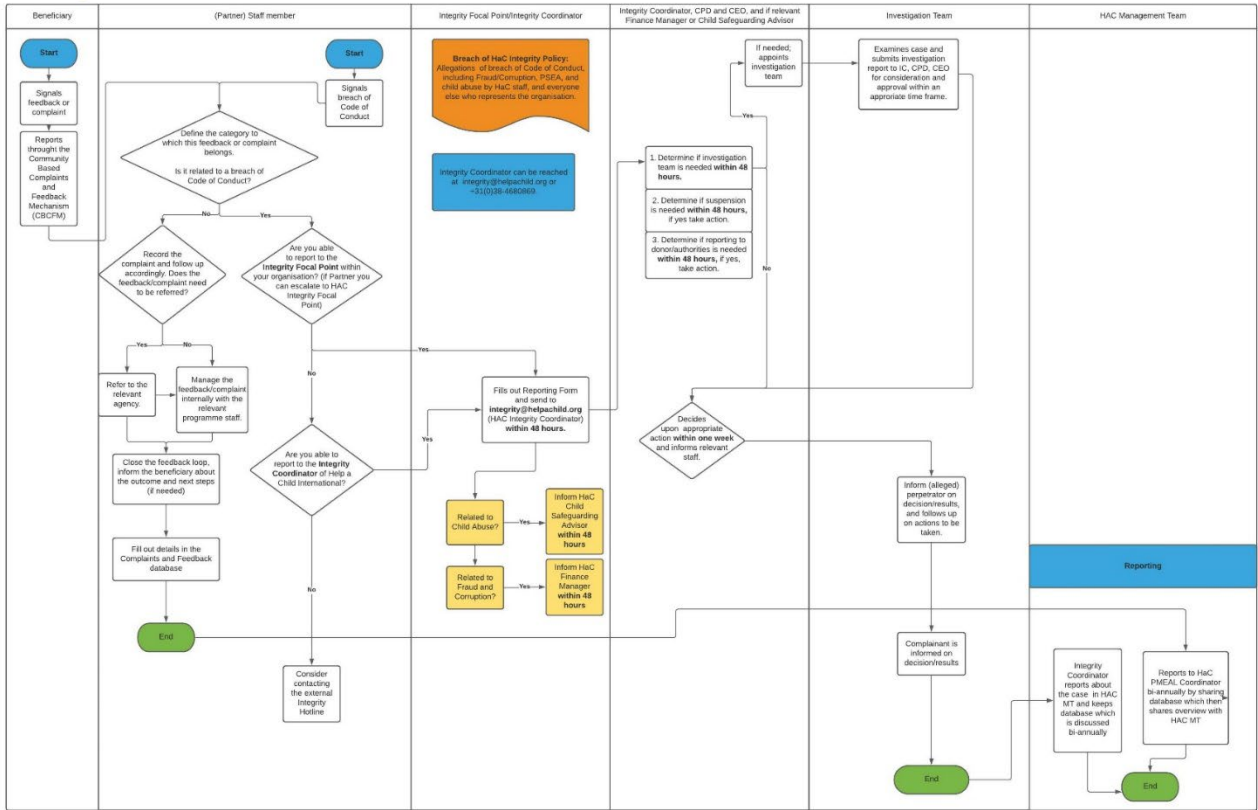 Beneficiary
(Partner) Staff member
Integrity Focal Point/Integrity Coordinator
Integrity Coordinator, CPD and CEO, and if relevant
Finance Manager or Child Safeguarding Advisor
Investigation Team
HAC Management Team
Start
Signals
feedback or
complaint
Reports
throught the
Community
Based
Complaints
and
Feedback
Mechanism
(CBCFM)
Start
Signals
breach of
Code of
Conduct
Define the category to
which this feedback or complaint
belongs.
Is it related to a breach of
Code of Conduct?
No
Yes
Record the
complaint and follow up
accordingly. Does the
feedback/complaint need
to be referred?
Are you able
to report to the
Integrity Focal Point within
your organisation? (if Partner you
can escalate to HAC
Integrity Focal
Point)
Yes
No
Refer to the
relevant
agency.
Manage the
feedback/complaint
internally with the
relevant
programme staff.
Close the feedback loop,
inform the beneficiary about
the outcome and next steps
(if needed)
Fill out details in the
Complaints and Feedback
database
End
Yes
No
Are you able to
report to the Integrity
Coordinator of Help a
Child International?
Yes
No
Consider
contacting
the external
Integrity
Hotline
Breach of HaC Integrity Policy:
Allegations of breach of Code of Conduct,
including Fraud/Corruption, PSEA, and
child abuse by HaC staff, and everyone
else who represents the organisation.
Integrity Coordinator can be reached
at integrity@helpachild.org or
+31(0)38-4680869.
Fills out Reporting Form
and send to
integrity@helpachild.org
(HAC Integrity Coordinator)
within 48 hours.
Related to
Child Abuse?
Yes
Inform HaC
Child
Safeguarding
Advisor
within 48
hours
Related to
Fraud and
Corruption?
Yes
Inform HaC
Finance
Manager
within 48
hours
If needed;
appoints
investigation
team
Yes
1. Determine if investigation
team is needed within 48
hours.
2. Determine if suspension
is needed within 48 hours,
if yes take action.
3. Determine if reporting to
donor/authorities is needed
within 48 hours, if yes,
take action.
No
Decides
upon appropriate
action within one week
and informs relevant
staff.
Examines case and
submits investigation
report to IC, CPD, CEO
for consideration and
approval within an
approriate time frame.
Inform (alleged)
perpetrator on
decision/results,
and follows up
on actions to be
taken.
Complainant is
informed on
decision/results
End
Reporting
Integrity
Coordinator
reports about
the case in HAC
MT and keeps
database which
is discussed
bi-annually
Reports to HaC
PMEAL Coordinator
bi-annually by sharing
database which then
shares overview with
HAC MT
End